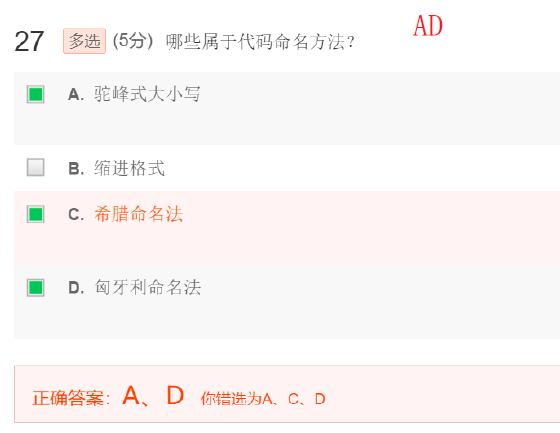 AD
27 多选 (5分) 哪些属于代码命名方法?
A. 驼峰式大小写
B. 缩进格式
C. 希腊命名法
D. 匈牙利命名法
正确答案: A、D 你错选为A、C、D